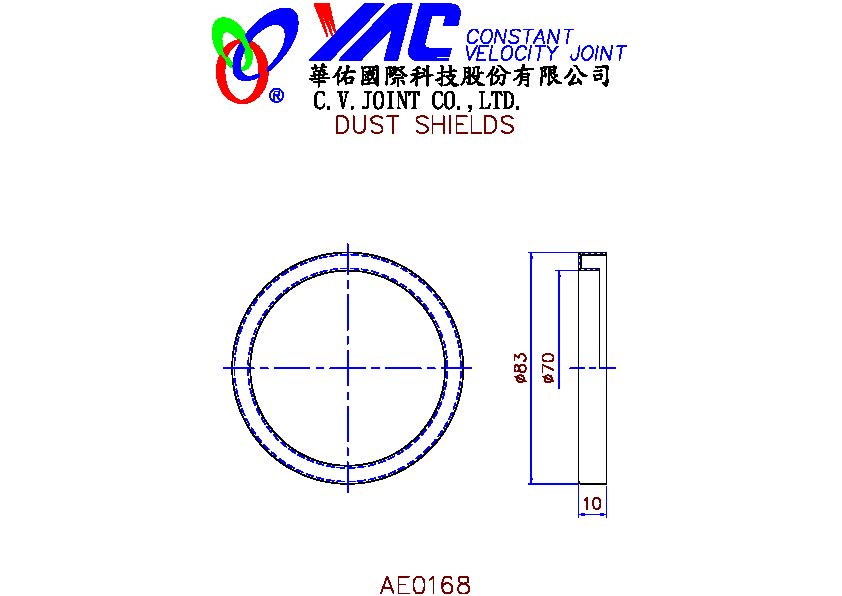 YAC CONSTANT
VELOCITY JOINT
®
華佑國際科技股份有限公司
C.V.JOINT CO.,LTD.
DUST SHIELDS
ø83
ø70
10
AE0168